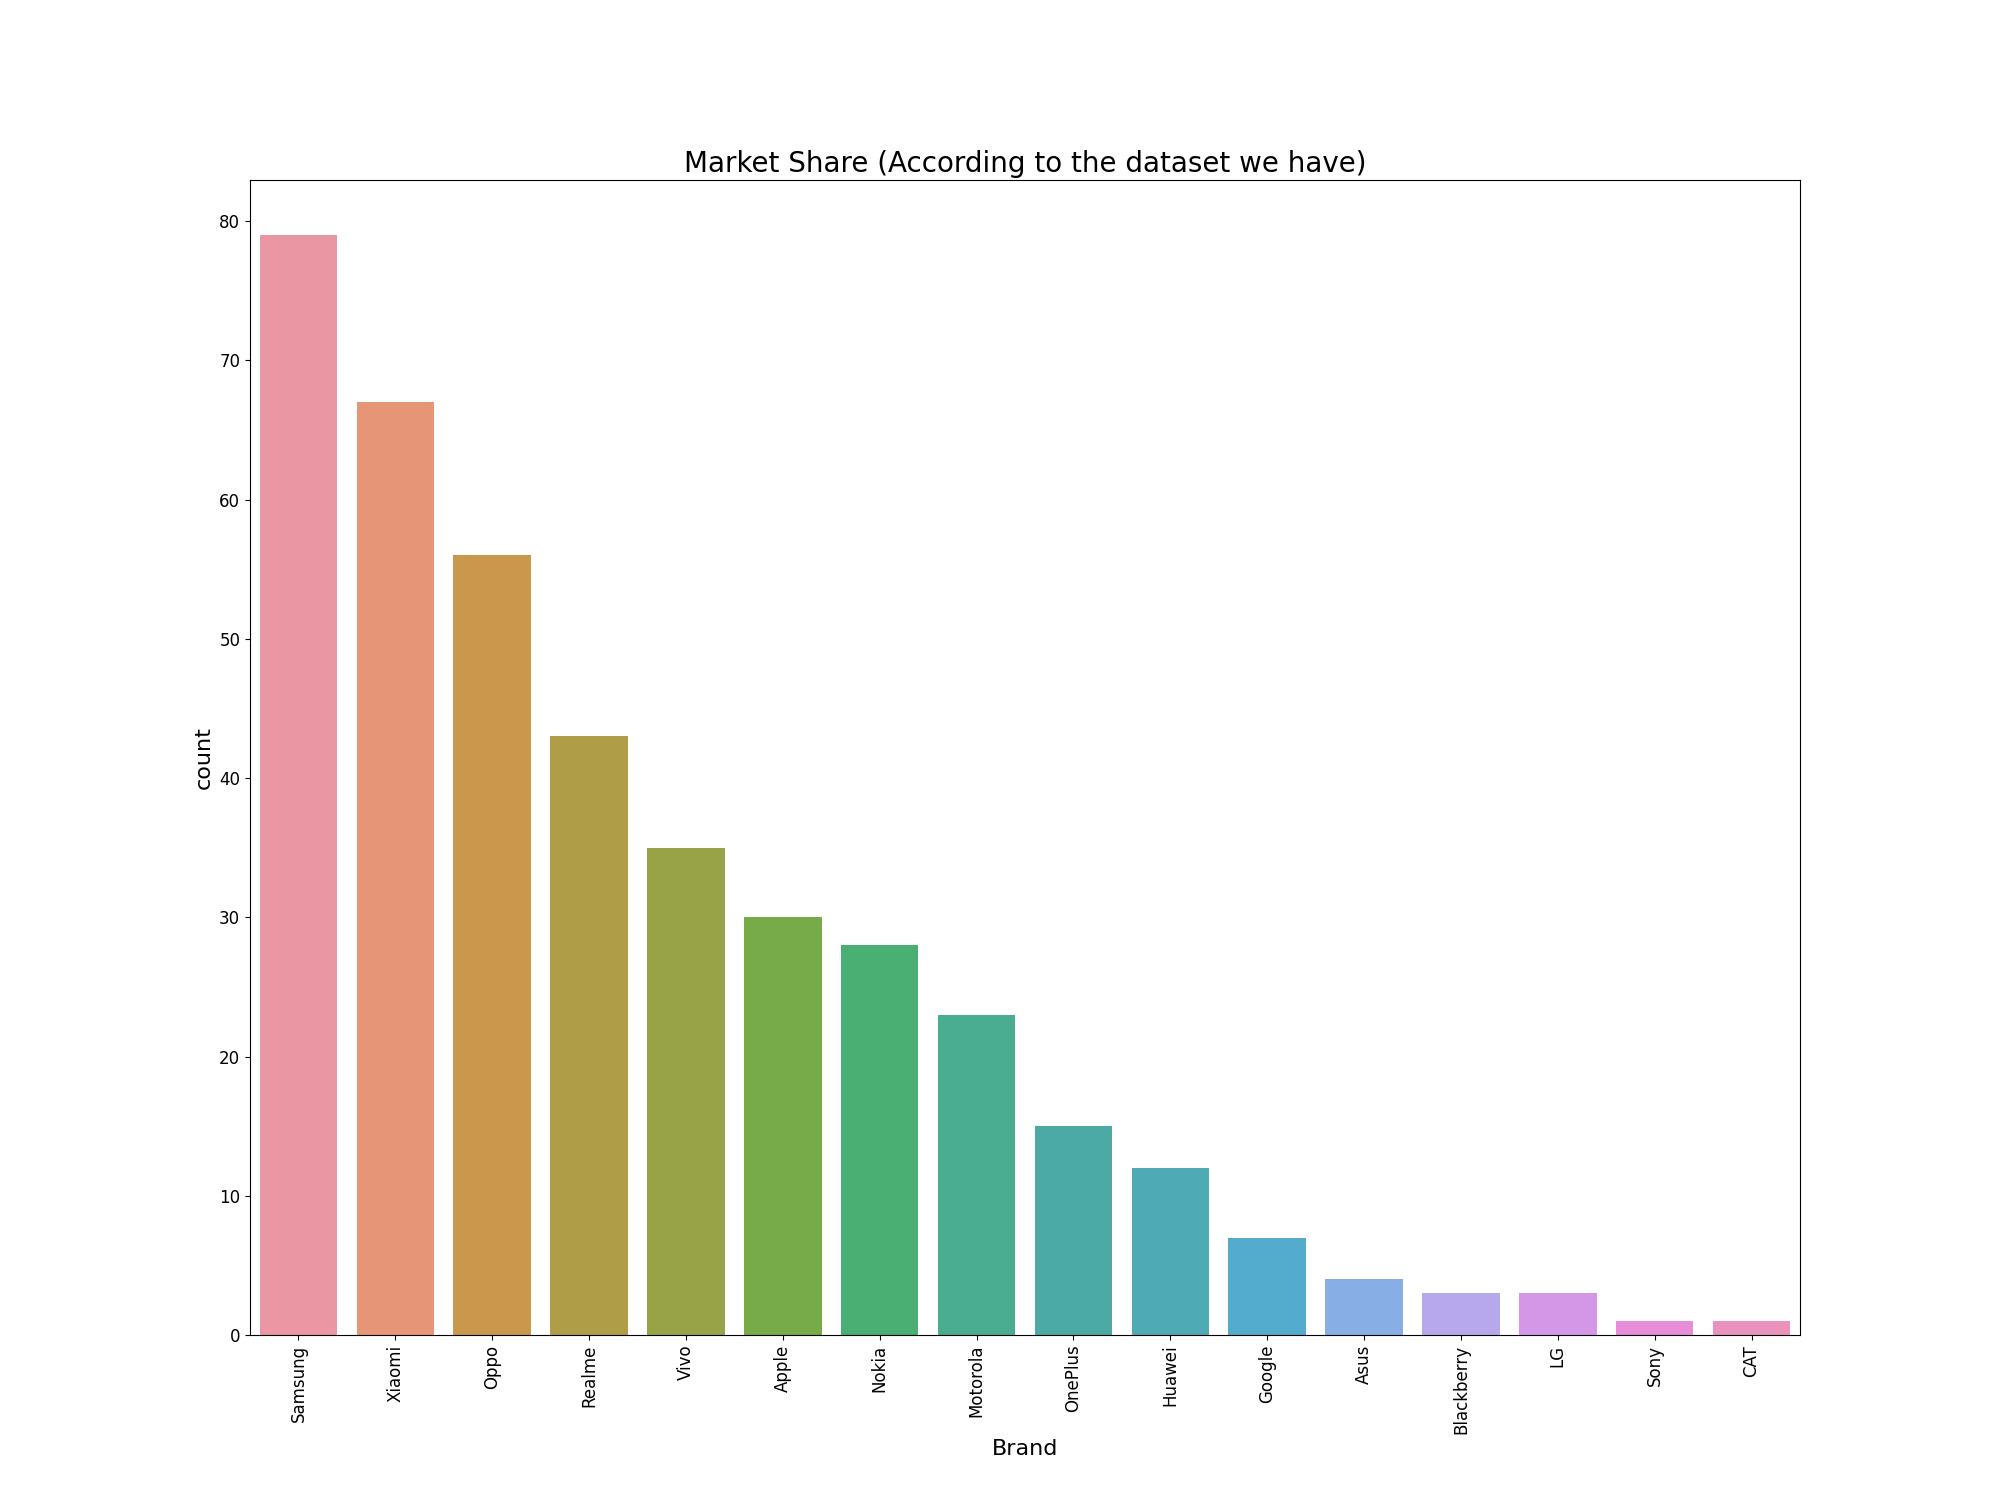 Market Share (According to the dataset we have)
80
70
60
50
40
30
20
10
0
count
Samsung
Xiaomi
Oppo
Realme
Vivo
Apple
Nokia
Motorola
OnePlus
Huawei
Google
Asus
Blackberry
LG
Sony
CAT
Brand